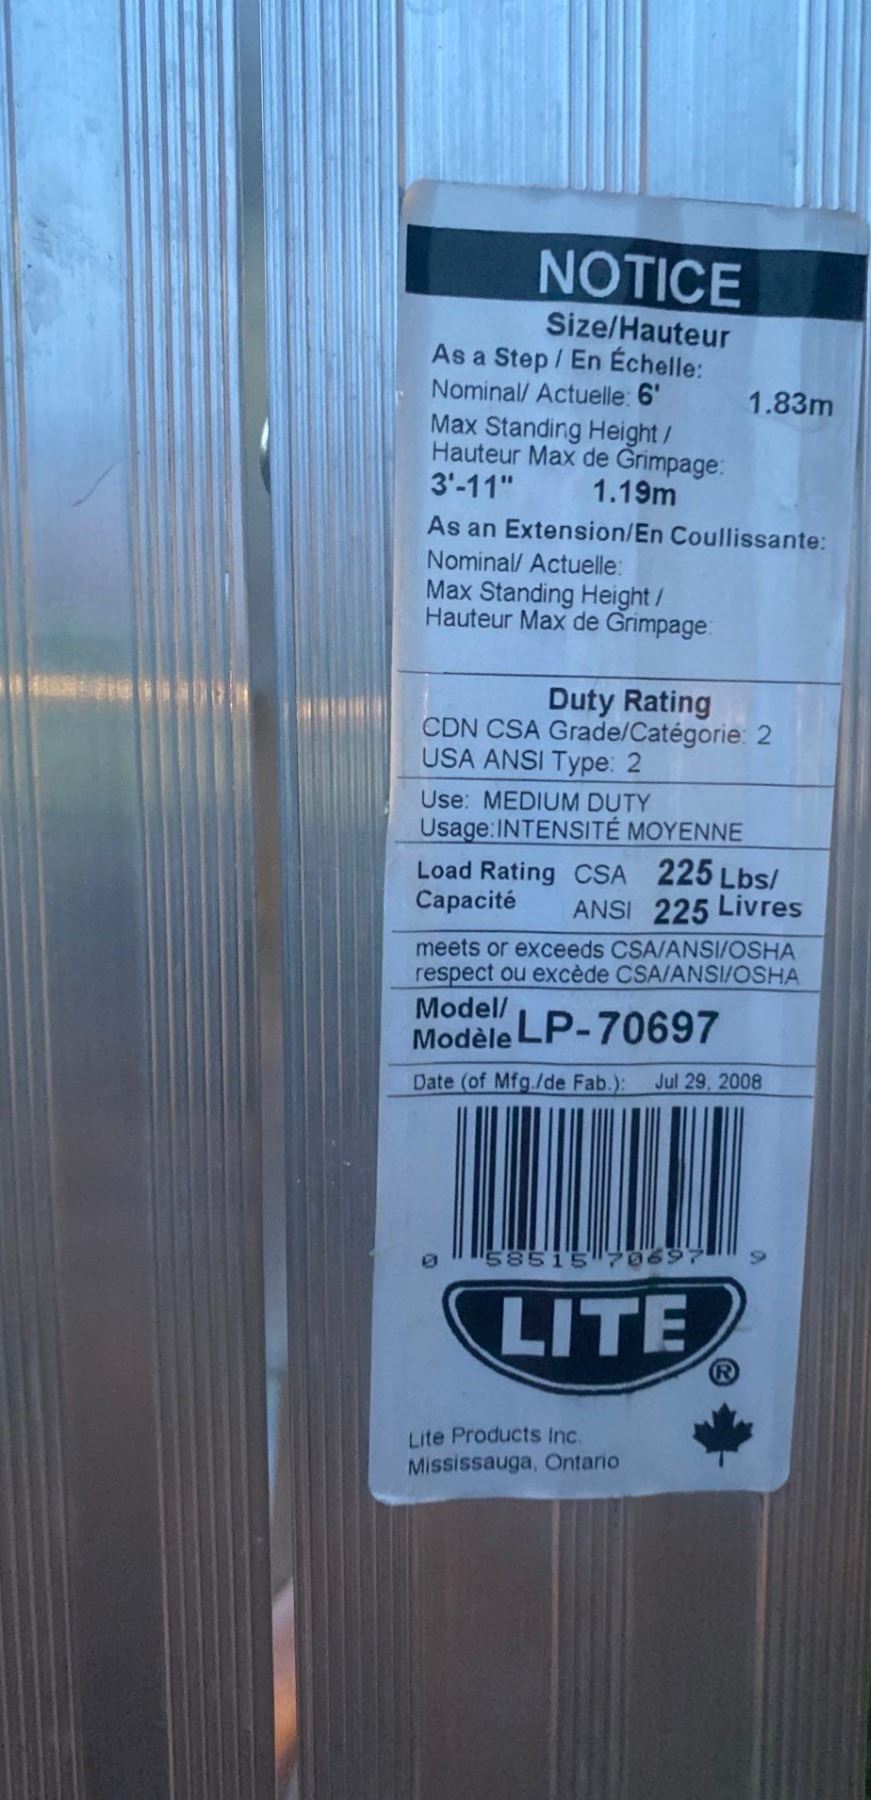 NOTICE
Size/Hauteur
As a Step / En Échelle:
Nominal/ Actuelle: 6' 1.83m
Max Standing Height /
Hauteur Max de Grimpage:
3'-11" 1.19m
As an Extension/En Coullissante:
Nominal/ Actuelle:
Max Standing Height /
Hauteur Max de Grimpage:
Duty Rating
CDN CSA Grade/Catégorie: 2
USA ANSI Type: 2
Use: MEDIUM DUTY
Usage:INTENSITÉ MOYENNE
Load Rating CSA 225 Lbs/
Capacité ANSI 225 Livres
meets or exceeds CSA/ANSI/OSHA
respect ou excède CSA/ANSI/OSHA
Model/
Modèle LP-70697
Date (of Mfg./de Fab.): Jul 29, 2008
0 58515 70697 9
LITE
®
Lite Products Inc.
Mississauga, Ontario